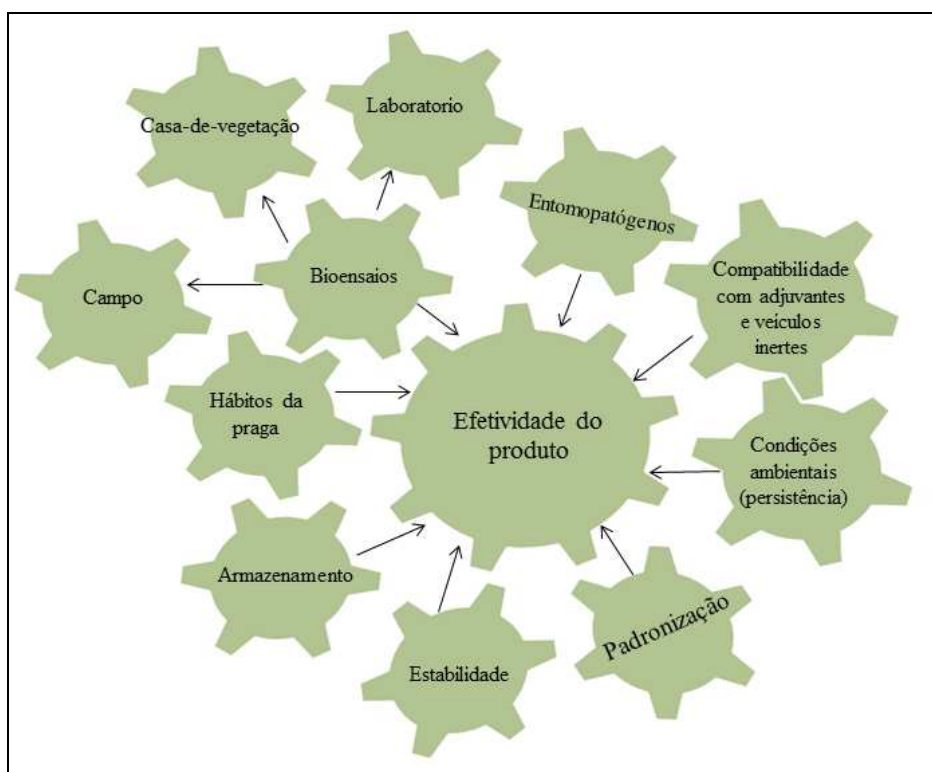 Laboratorio
Casa-de-vegetação
Entomopatógenos
Compatibilidade
com adjuvantes
e veículos
inertes
Bioensaios
Campo
Hábitos da
praga
Efetividade do
produto
Condições
ambientais
(persistência)
Armazenamento
Padronização
Estabilidade